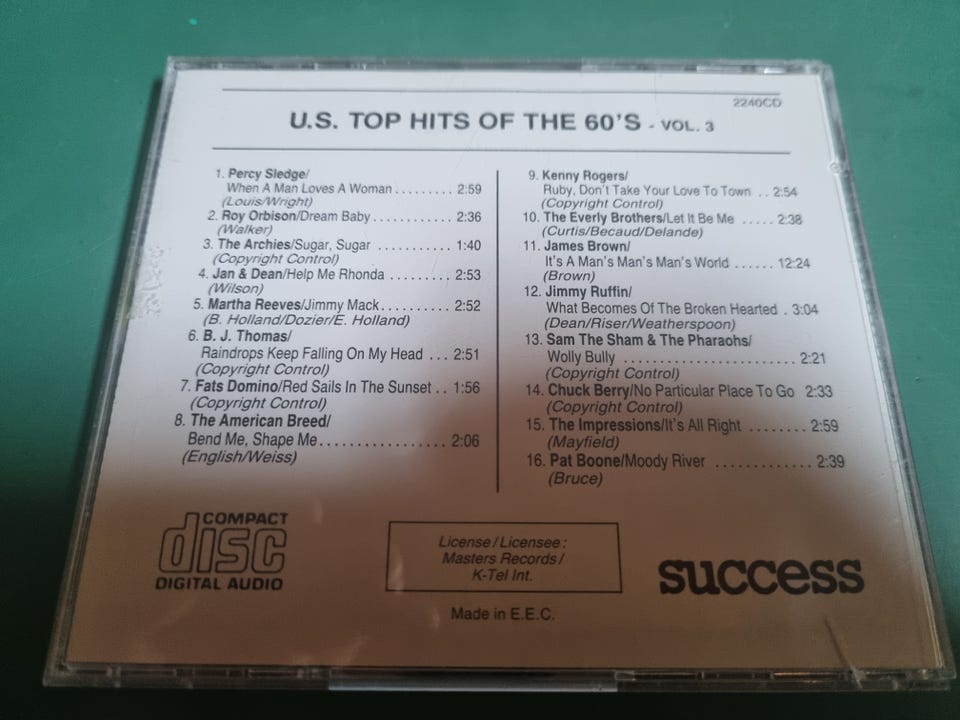 2240CD
U.S. TOP HITS OF THE 60'S - VOL. 3
1. Percy Sledge/
When A Man Loves A Woman ......... 2:59
(Louis/Wright)
2. Roy Orbison/Dream Baby ............ 2:36
(Walker)
3. The Archies/Sugar, Sugar ........... 1:40
(Copyright Control)
4. Jan & Dean/Help Me Rhonda ......... 2:53
(Wilson)
5. Martha Reeves/Jimmy Mack .......... 2:52
(B. Holland/Dozier/E. Holland)
6. B. J. Thomas/
Raindrops Keep Falling On My Head ... 2:51
(Copyright Control)
7. Fats Domino/Red Sails In The Sunset .. 1:56
(Copyright Control)
8. The American Breed/
Bend Me, Shape Me ................. 2:06
(English/Weiss)
9. Kenny Rogers/
Ruby, Don't Take Your Love To Town .. 2:54
(Copyright Control)
10. The Everly Brothers/Let It Be Me ..... 2:38
(Curtis/Becaud/Delande)
11. James Brown/
It's A Man's Man's Man's World ...... 12:24
(Brown)
12. Jimmy Ruffin/
What Becomes Of The Broken Hearted . 3:04
(Dean/Riser/Weatherspoon)
13. Sam The Sham & The Pharaohs/
Wolly Bully ........................ 2:21
(Copyright Control)
14. Chuck Berry/No Particular Place To Go 2:33
(Copyright Control)
15. The Impressions/It's All Right ........ 2:59
(Mayfield)
16. Pat Boone/Moody River ............. 2:39
(Bruce)
COMPACT
disc
DIGITAL AUDIO
License / Licensee :
Masters Records /
K-Tel Int.
Made in E.E.C.
success